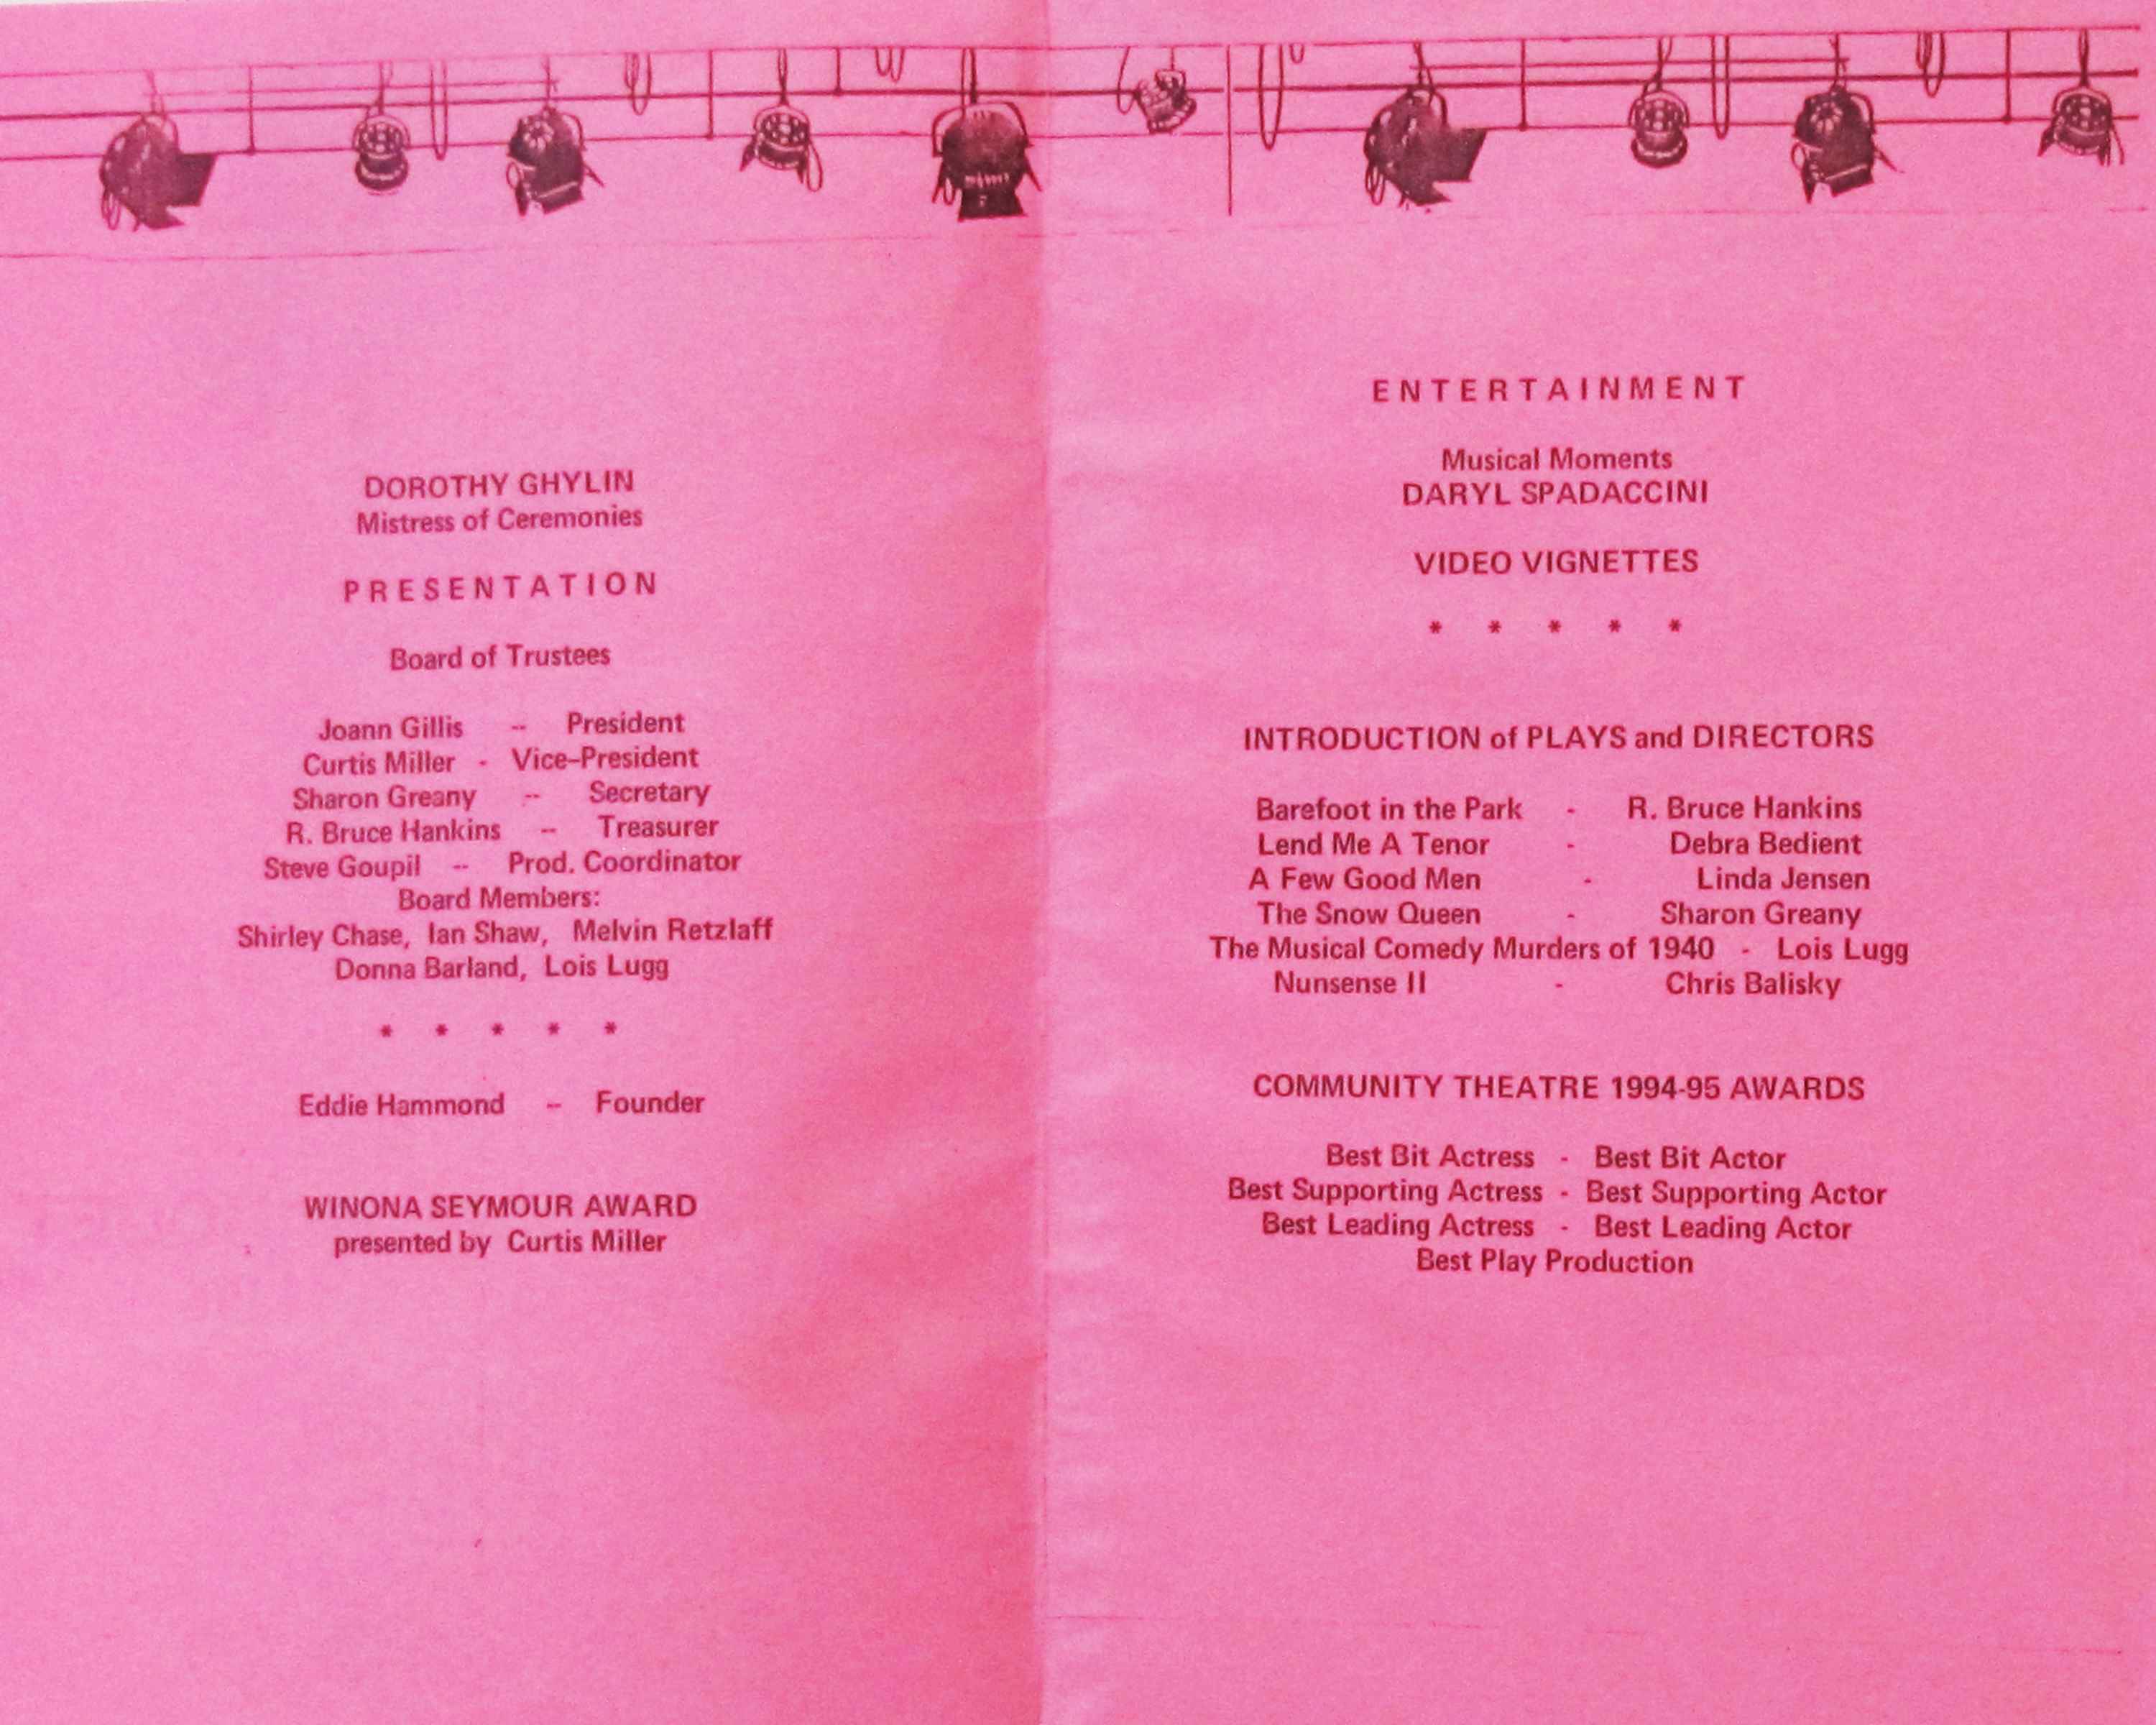 DOROTHY GHYLIN
Mistress of Ceremonies
PRESENTATION
Board of Trustees
Joann Gillis -- President
Curtis Miller - Vice-President
Sharon Greany -- Secretary
R. Bruce Hankins -- Treasurer
Steve Goupil -- Prod. Coordinator
Board Members:
Shirley Chase, Ian Shaw, Melvin Retzlaff
Donna Barland, Lois Lugg
* * * * *
Eddie Hammond -- Founder
WINONA SEYMOUR AWARD
presented by Curtis Miller
ENTERTAINMENT
Musical Moments
DARYL SPADACCINI
VIDEO VIGNETTES
* * * * *
INTRODUCTION of PLAYS and DIRECTORS
Barefoot in the Park - R. Bruce Hankins
Lend Me A Tenor - Debra Bedient
A Few Good Men - Linda Jensen
The Snow Queen - Sharon Greany
The Musical Comedy Murders of 1940 - Lois Lugg
Nunsense II - Chris Balisky
COMMUNITY THEATRE 1994-95 AWARDS
Best Bit Actress - Best Bit Actor
Best Supporting Actress - Best Supporting Actor
Best Leading Actress - Best Leading Actor
Best Play Production